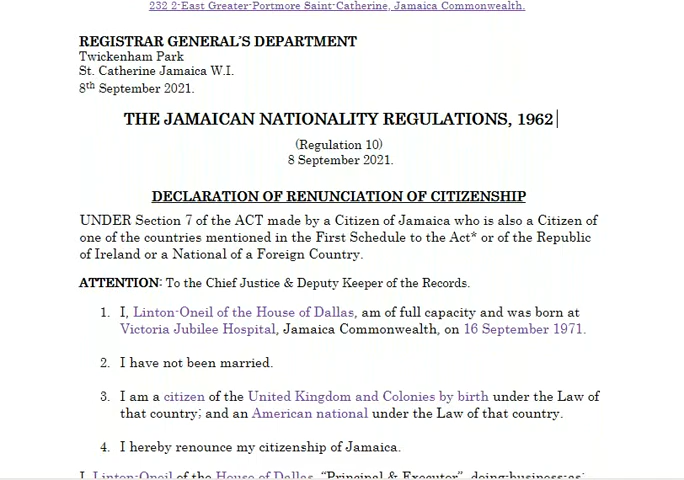 232 2-East Greater-Portmore Saint-Catherine, Jamaica Commonwealth.
REGISTRAR GENERAL'S DEPARTMENT
Twickenham Park
St. Catherine Jamaica W.I.
8th September 2021.
THE JAMAICAN NATIONALITY REGULATIONS, 1962
(Regulation 10)
8 September 2021.
DECLARATION OF RENUNCIATION OF CITIZENSHIP
UNDER Section 7 of the ACT made by a Citizen of Jamaica who is also a Citizen of
one of the countries mentioned in the First Schedule to the Act* or of the Republic
of Ireland or a National of a Foreign Country.
ATTENTION: To the Chief Justice & Deputy Keeper of the Records.
1. I, Linton-Oneil of the House of Dallas, am of full capacity and was born at
Victoria Jubilee Hospital, Jamaica Commonwealth, on 16 September 1971.
2. I have not been married.
3. I am a citizen of the United Kingdom and Colonies by birth under the Law of
that country; and an American national under the Law of that country.
4. I hereby renounce my citizenship of Jamaica.
I, Linton-Oneil of the House of Dallas, "Principal & Executor", doing-business-as: